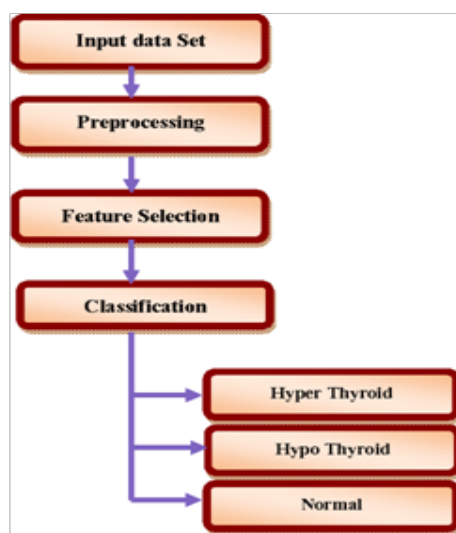 Input data Set
Preprocessing
Feature Selection
Classification
Hyper Thyroid
Hypo Thyroid
Normal